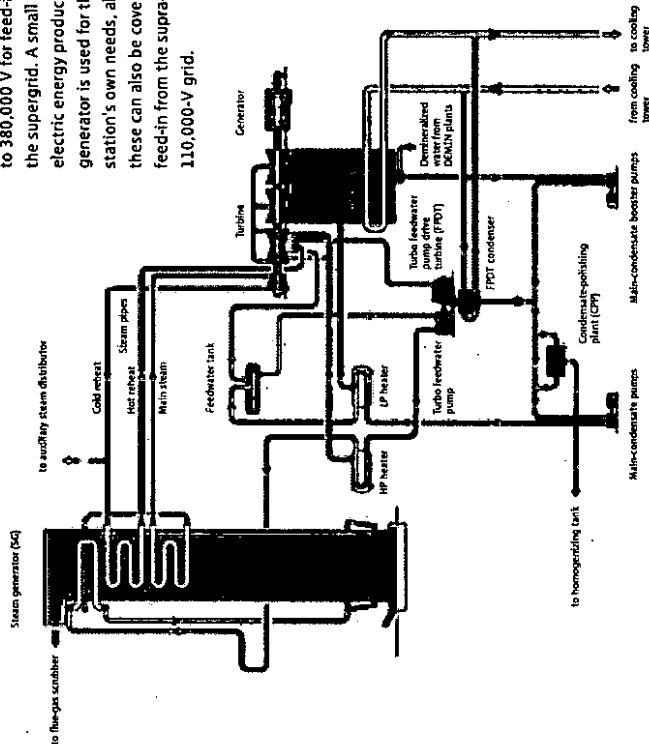 to 380,000 V for feed-i
the supergrid. A small
electric energy produc
generator is used for th
station's own needs, al
these can also be cove
feed-in from the supra-
110,000-V grid.
Steam generator (SG)
to flue-gas scrubber
to auxiliary steam distributor
Cold reheat
Steam pipes
Hot reheat
Main steam
Turbine
Generator
Feedwater tank
HP heater
LP heater
Turbo feedwater
pump
Turbo feedwater
pump drive
turbine (FPDT)
FPDT condenser
Demineralized
water from
DEMIN plants
to cooling
tower
from cooling
tower
Condensate-polishing
plant (CPP)
to homogenizing tank
Main-condensate pumps
Main-condensate booster pumps